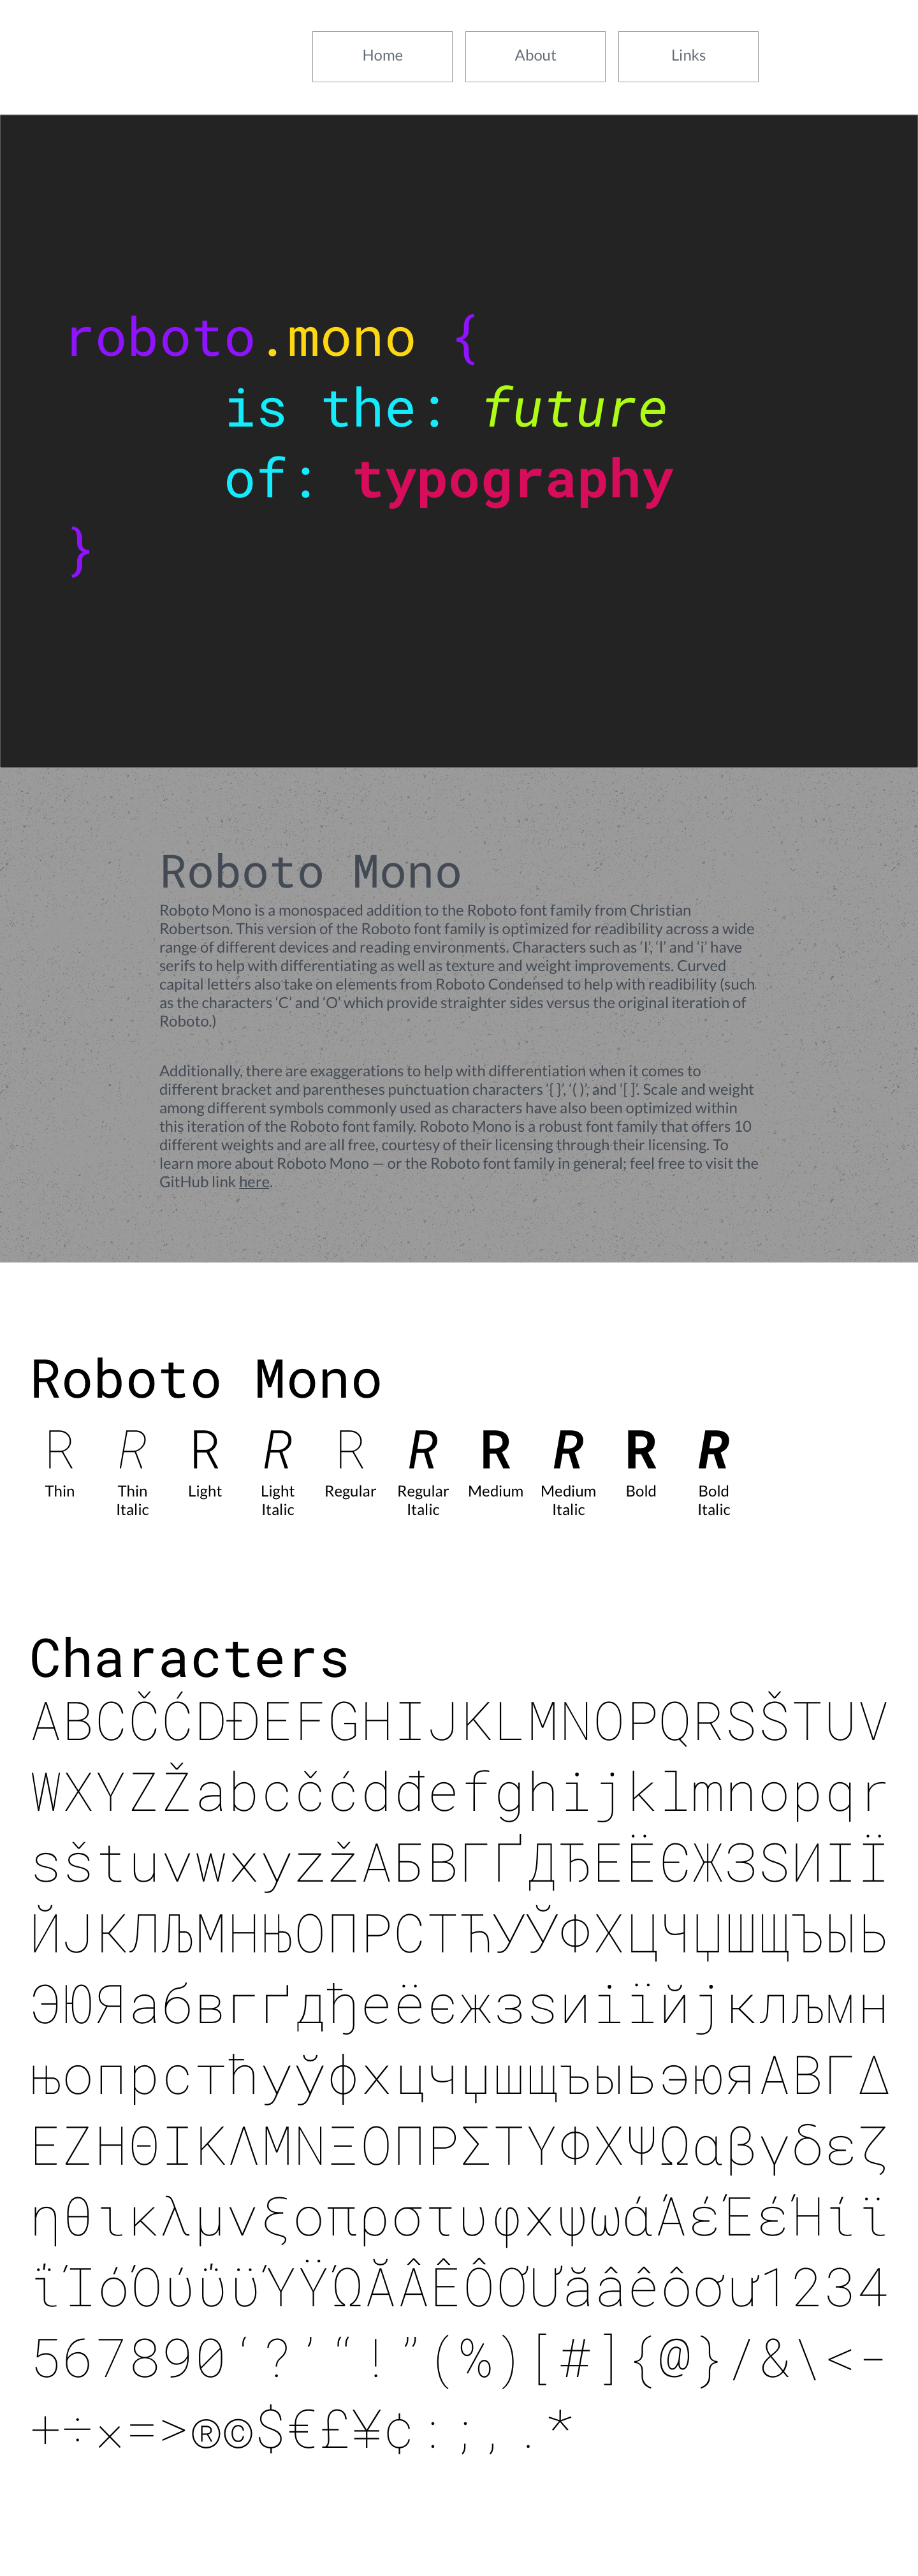 Home About Links
roboto.mono {
is the: future
of: typography
}
Roboto Mono
Roboto Mono is a monospaced addition to the Roboto font family from Christian
Robertson. This version of the Roboto font family is optimized for readibility across a wide
range of different devices and reading environments. Characters such as ‘l’, ‘I’ and ‘i’ have
serifs to help with differentiating as well as texture and weight improvements. Curved
capital letters also take on elements from Roboto Condensed to help with readibility (such
as the characters ‘C’ and ‘O’ which provide straighter sides versus the original iteration of
Roboto.)
Additionally, there are exaggerations to help with differentiation when it comes to
different bracket and parentheses punctuation characters ‘{ }’, ‘( )’, and ‘[ ]’. Scale and weight
among different symbols commonly used as characters have also been optimized within
this iteration of the Roboto font family. Roboto Mono is a robust font family that offers 10
different weights and are all free, courtesy of their licensing through their licensing. To
learn more about Roboto Mono — or the Roboto font family in general; feel free to visit the
GitHub link here.
Roboto Mono
R R R R R R R R R R
Thin Thin Italic Light Light Italic Regular Regular Italic Medium Medium Italic Bold Bold Italic
Characters
ABCČĆDĐEFGHIJKLMNOPQRSŠTUV
WXYZŽabcčćdđefghijklmnopqr
sštuvwxyzžАБВГҐДЂЕЁЄЖЗЅИІЇ
ЙЈКЛЉМНЊОПРСТЋУЎФХЦЧЏШЩЪЫЬ
ЭЮЯабвгґдђеёєжзѕиіїйјклљмн
њопрстћуўфхцчџшщъыьэюяΑΒΓΔ
ΕΖΗΘΙΚΛΜΝΞΟΠΡΣΤΥΦΧΨΩαβγδεζ
ηθικλμνξοπρστυφχψωάΆέΈέΉίϊ
ΐΊόΌύΰϋΎΫΏĂÂÊÔƠƯăâêôơư1234
567890‘?’“!”(%)[#]{@}/&\<-
+÷×=>®©$€£¥¢:;,.*